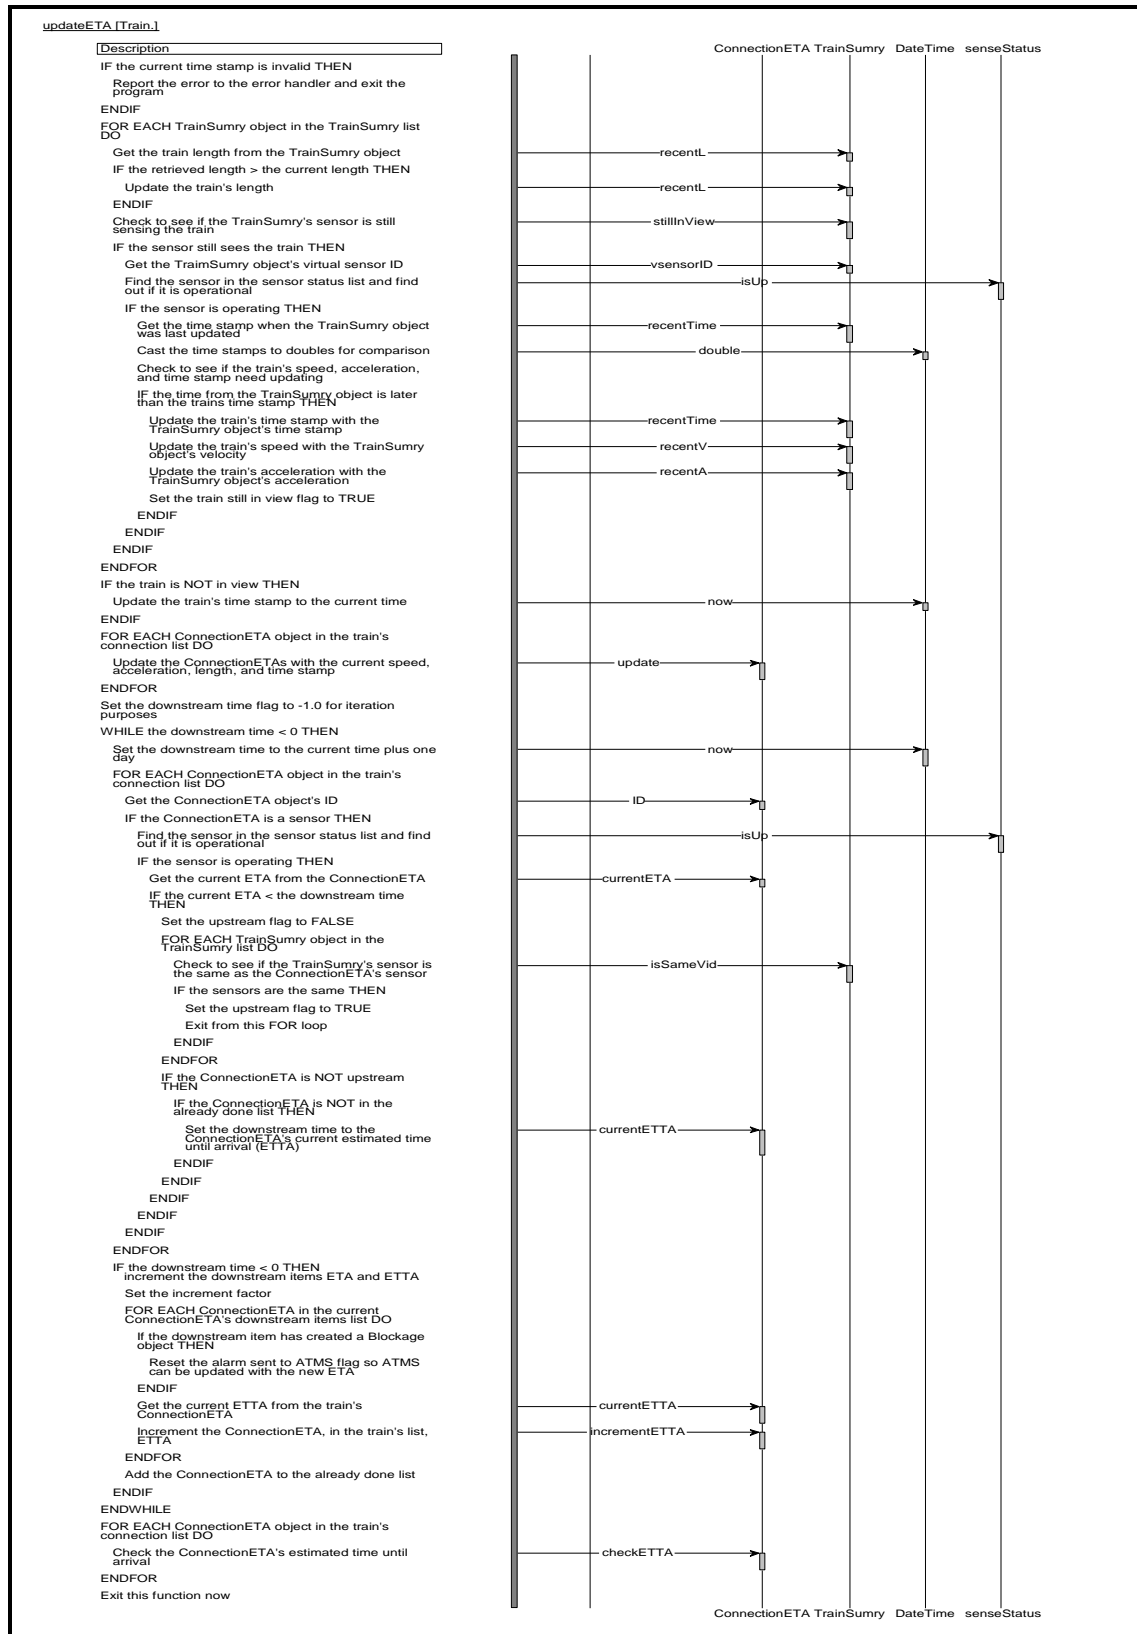 updateETA [Train.]
Description
ConnectionETA TrainSumry DateTime senseStatus
IF the current time stamp is invalid THEN
Report the error to the error handler and exit the
program
ENDIF
FOR EACH TrainSumry object in the TrainSumry list
DO
Get the train length from the TrainSumry object
recentL
IF the retrieved length > the current length THEN
Update the train's length
recentL
ENDIF
Check to see if the TrainSumry's sensor is still
sensing the train
stillInView
IF the sensor still sees the train THEN
Get the TraimSumry object's virtual sensor ID
vsensorID
Find the sensor in the sensor status list and find
out if it is operational
isUp
IF the sensor is operating THEN
Get the time stamp when the TrainSumry object
was last updated
recentTime
Cast the time stamps to doubles for comparison
double
Check to see if the train's speed, acceleration,
and time stamp need updating
IF the time from the TrainSumry object is later
than the trains time stamp THEN
Update the train's time stamp with the
TrainSumry object's time stamp
recentTime
Update the train's speed with the TrainSumry
object's velocity
recentV
Update the train's acceleration with the
TrainSumry object's acceleration
recentA
Set the train still in view flag to TRUE
ENDIF
ENDIF
ENDIF
ENDFOR
IF the train is NOT in view THEN
Update the train's time stamp to the current time
now
ENDIF
FOR EACH ConnectionETA object in the train's
connection list DO
Update the ConnectionETAs with the current speed,
acceleration, length, and time stamp
update
ENDFOR
Set the downstream time flag to -1.0 for iteration
purposes
WHILE the downstream time < 0 THEN
Set the downstream time to the current time plus one
day
now
FOR EACH ConnectionETA object in the train's
connection list DO
Get the ConnectionETA object's ID
ID
IF the ConnectionETA is a sensor THEN
Find the sensor in the sensor status list and find
out if it is operational
isUp
IF the sensor is operating THEN
Get the current ETA from the ConnectionETA
currentETA
IF the current ETA < the downstream time
THEN
Set the upstream flag to FALSE
FOR EACH TrainSumry object in the
TrainSumry list DO
Check to see if the TrainSumry's sensor is
the same as the ConnectionETA's sensor
isSameVid
IF the sensors are the same THEN
Set the upstream flag to TRUE
Exit from this FOR loop
ENDIF
ENDFOR
IF the ConnectionETA is NOT upstream
THEN
IF the ConnectionETA is NOT in the
already done list THEN
Set the downstream time to the
ConnectionETA's current estimated time
until arrival (ETTA)
currentETTA
ENDIF
ENDIF
ENDIF
ENDIF
ENDIF
ENDFOR
IF the downstream time < 0 THEN
increment the downstream items ETA and ETTA
Set the increment factor
FOR EACH ConnectionETA in the current
ConnectionETA's downstream items list DO
If the downstream item has created a Blockage
object THEN
Reset the alarm sent to ATMS flag so ATMS
can be updated with the new ETA
ENDIF
Get the current ETTA from the train's
ConnectionETA
currentETTA
Increment the ConnectionETA, in the train's list,
ETTA
incrementETTA
ENDFOR
Add the ConnectionETA to the already done list
ENDIF
ENDWHILE
FOR EACH ConnectionETA object in the train's
connection list DO
Check the ConnectionETA's estimated time until
arrival
checkETTA
ENDFOR
Exit this function now
ConnectionETA TrainSumry DateTime senseStatus